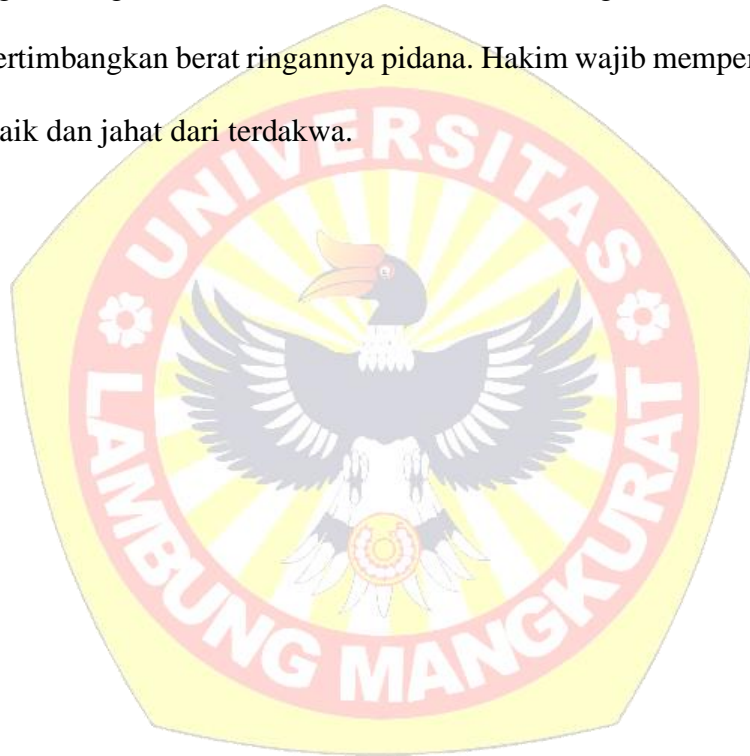 ertimbangkan berat ringannya pidana. Hakim wajib memper
aik dan jahat dari terdakwa.
UNIVERSITAS
LAMBUNG MANGKURAT